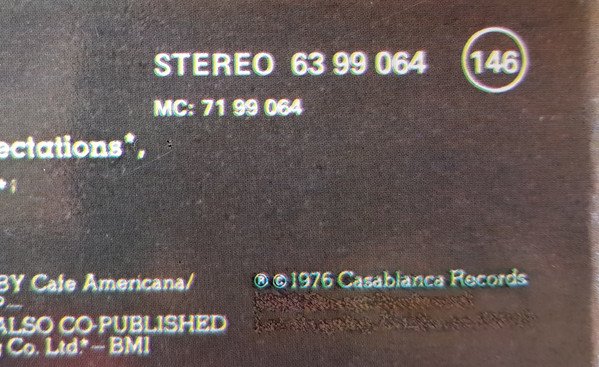 STEREO 63 99 064 146
MC: 71 99 064
ectations*,
*;
BY Cafe Americana/
ALSO CO-PUBLISHED
g Co. Ltd.* – BMI
℗ © 1976 Casablanca Records